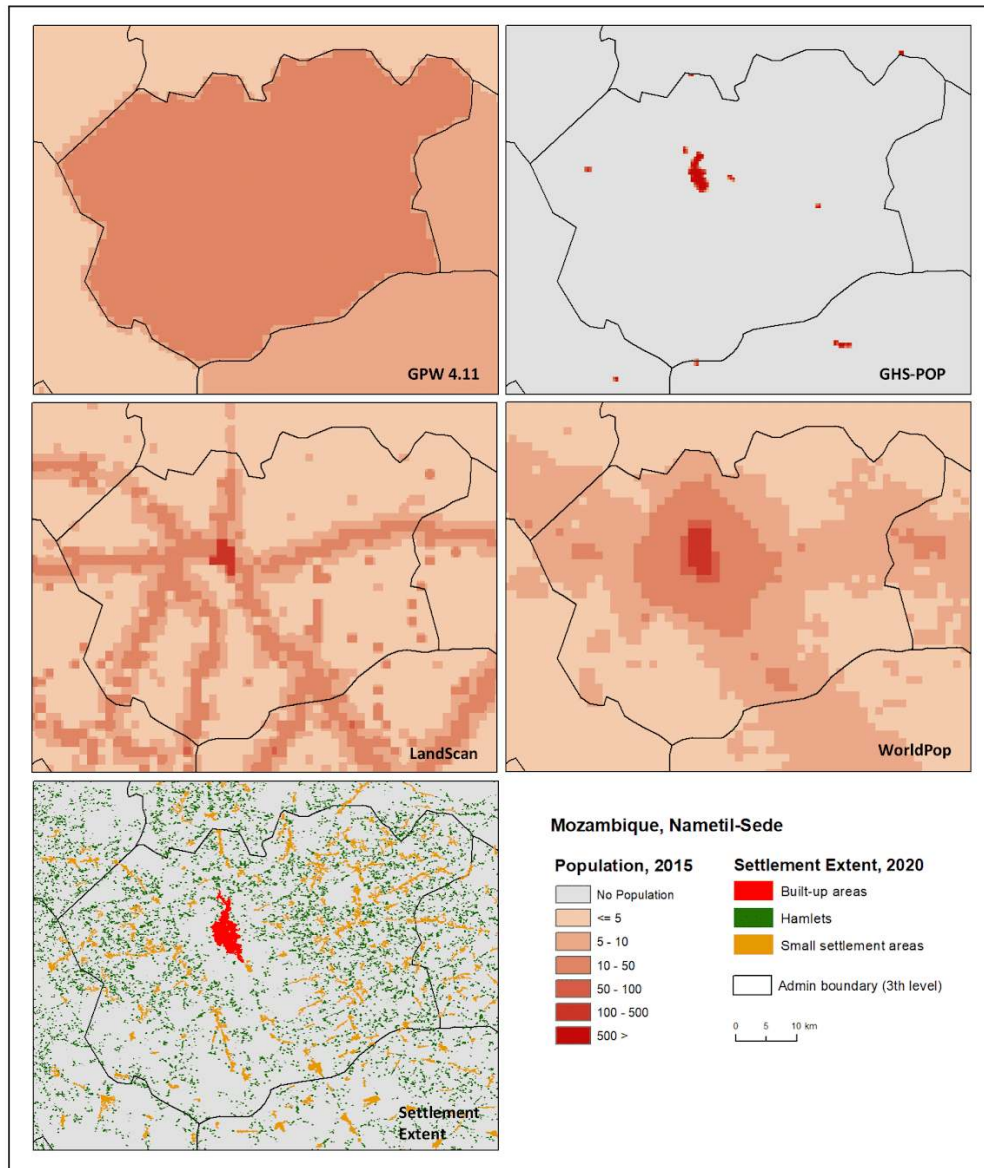 GPW 4.11
GHS-POP
LandScan
WorldPop
Settlement
Extent
Mozambique, Nametil-Sede
Population, 2015
No Population
<= 5
5 - 10
10 - 50
50 - 100
100 - 500
500 >
Settlement Extent, 2020
Built-up areas
Hamlets
Small settlement areas
Admin boundary (3th level)
0 5 10 km